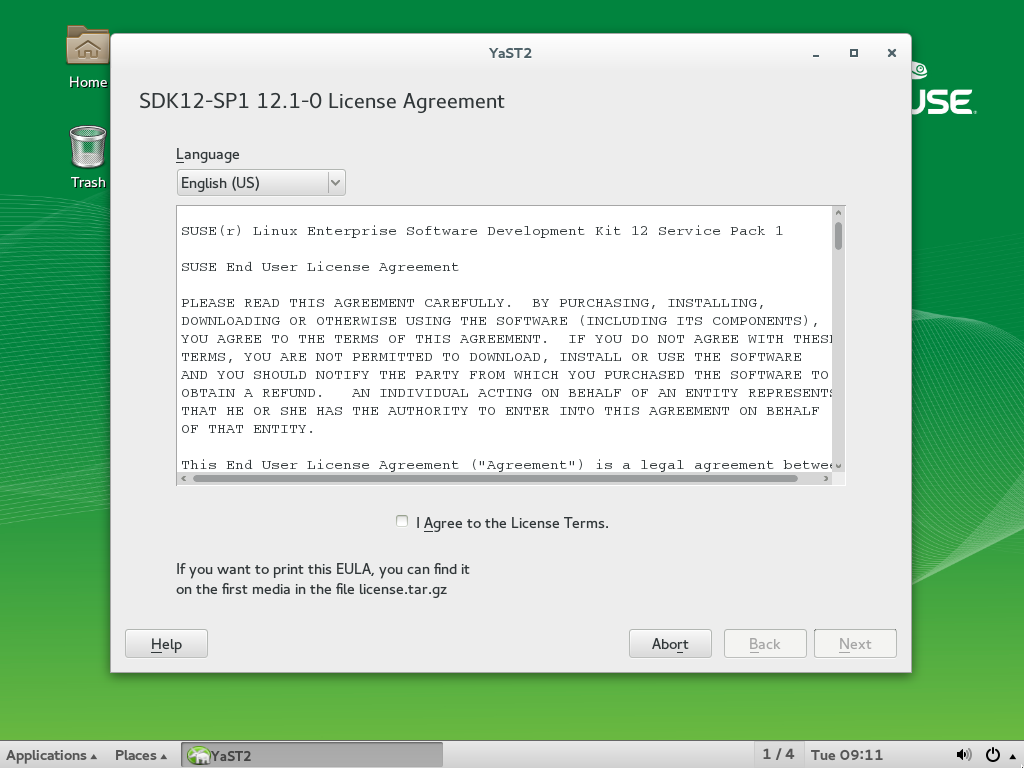 YaST2
Home
SDK12-SP1 12.1-0 License Agreement
USE
Trash
Language
English (US)
SUSE(r) Linux Enterprise Software Development Kit 12 Service Pack 1
SUSE End User License Agreement
PLEASE READ THIS AGREEMENT CAREFULLY.  BY PURCHASING, INSTALLING,
DOWNLOADING OR OTHERWISE USING THE SOFTWARE (INCLUDING ITS COMPONENTS),
YOU AGREE TO THE TERMS OF THIS AGREEMENT.  IF YOU DO NOT AGREE WITH THESE
TERMS, YOU ARE NOT PERMITTED TO DOWNLOAD, INSTALL OR USE THE SOFTWARE
AND YOU SHOULD NOTIFY THE PARTY FROM WHICH YOU PURCHASED THE SOFTWARE TO
OBTAIN A REFUND.   AN INDIVIDUAL ACTING ON BEHALF OF AN ENTITY REPRESENTS
THAT HE OR SHE HAS THE AUTHORITY TO ENTER INTO THIS AGREEMENT ON BEHALF
OF THAT ENTITY.
This End User License Agreement ("Agreement") is a legal agreement betwee
I Agree to the License Terms.
If you want to print this EULA, you can find it
on the first media in the file license.tar.gz
Help
Abort
Back
Next
Applications
Places
YaST2
1 / 4
Tue 09:11